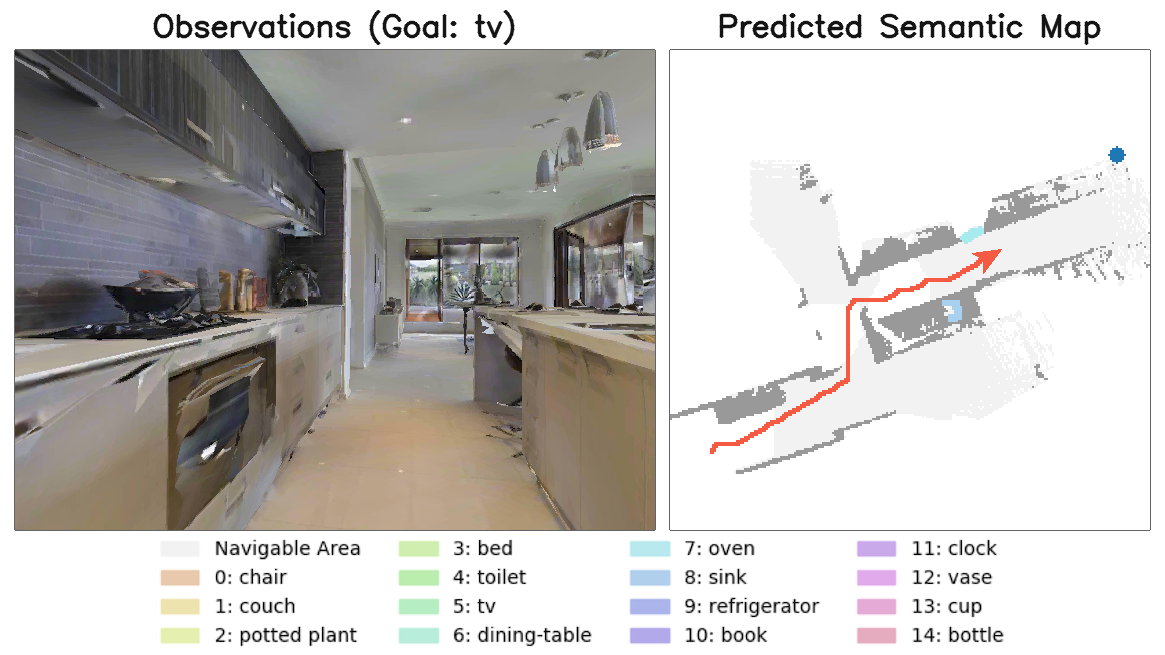 Observations (Goal: tv)
Predicted Semantic Map
Navigable Area
0: chair
1: couch
2: potted plant
3: bed
4: toilet
5: tv
6: dining-table
7: oven
8: sink
9: refrigerator
10: book
11: clock
12: vase
13: cup
14: bottle